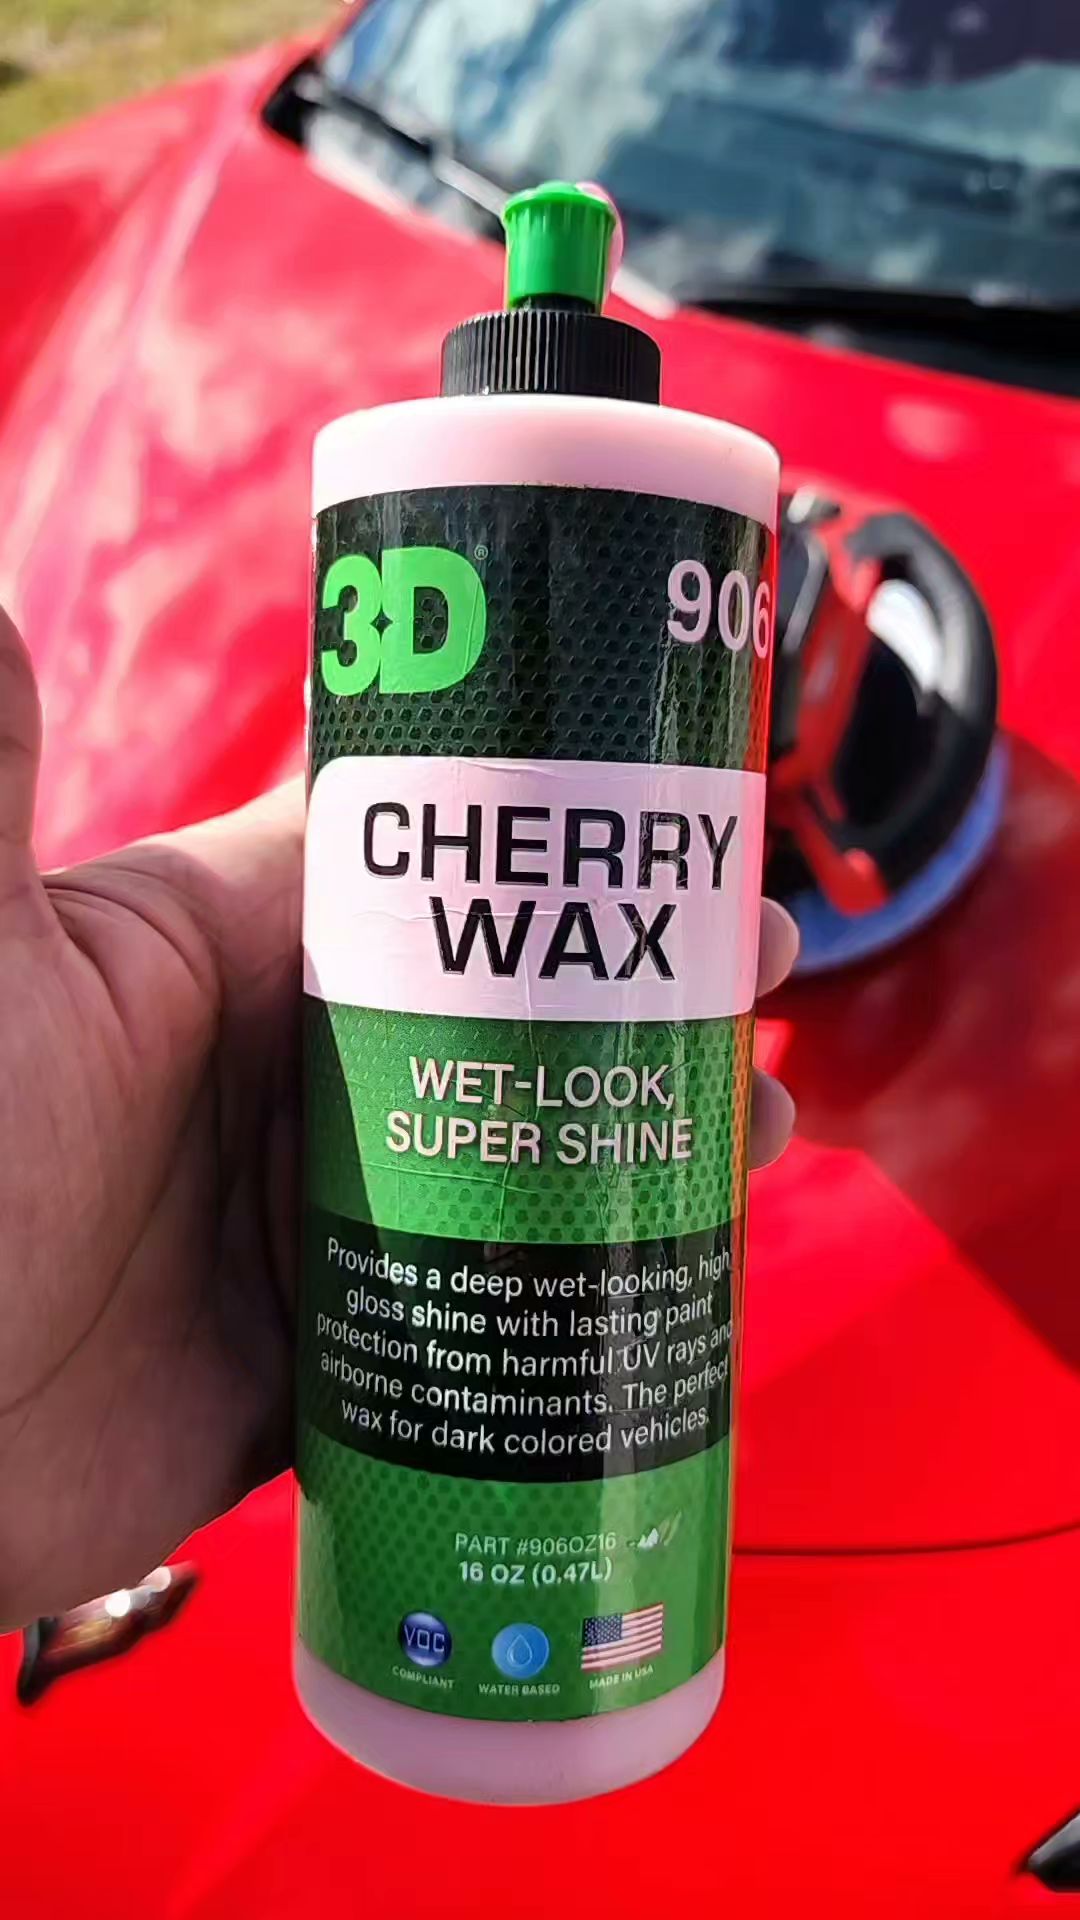 3D®
906
CHERRY
WAX
WET-LOOK,
SUPER SHINE
Provides a deep wet-looking, high
gloss shine with lasting paint
protection from harmful UV rays and
airborne contaminants. The perfect
wax for dark colored vehicles.
PART #906OZ16
16 OZ (0.47L)
VOC
COMPLIANT
WATER BASED
MADE IN USA